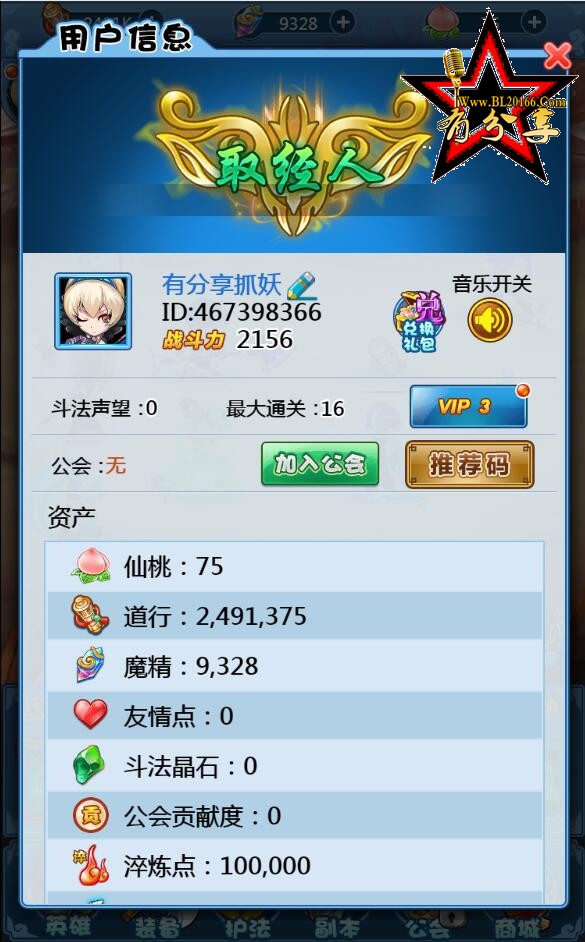 9328
用户信息
Www.BL20166.Com
有分享
取经人
有分享抓妖
音乐开关
ID:467398366
战斗力 2156
兑
兑换
礼包
斗法声望 :0 最大通关 :16 VIP 3
公会 :无 加入公会 推荐码
资产
仙桃：75
道行：2,491,375
魔精：9,328
友情点：0
斗法晶石：0
贡 公会贡献度：0
淬 淬炼点：100,000
英雄 装备 护法 副本 公会 商城